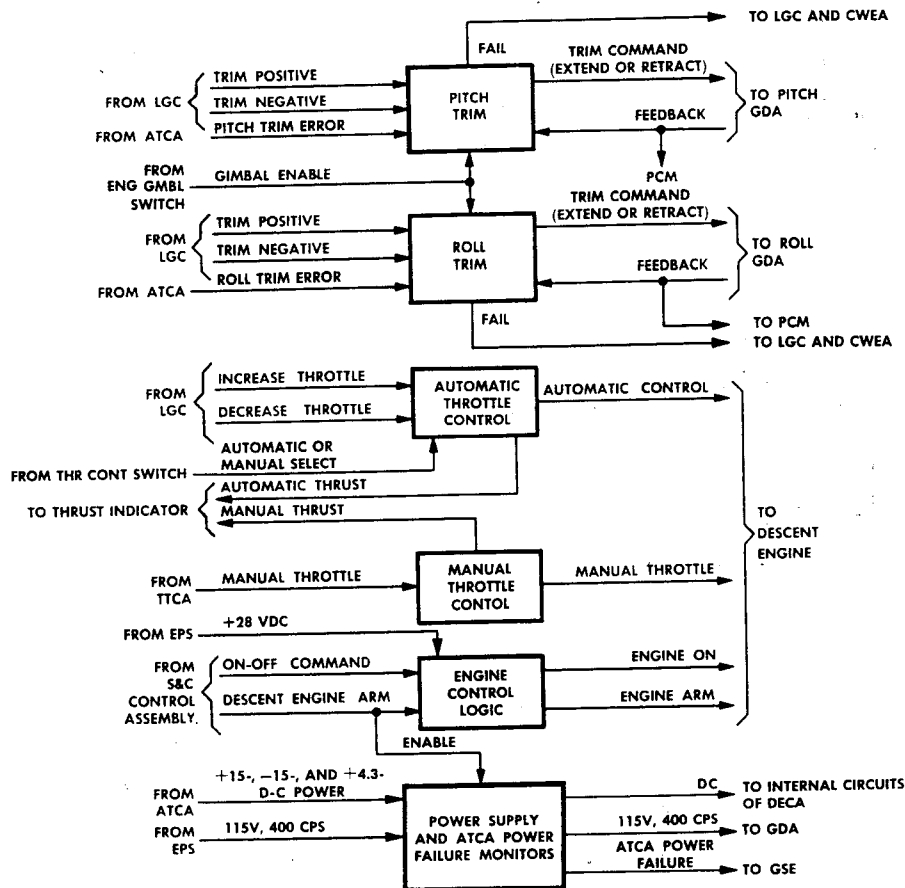 TO LGC AND CWEA
FAIL
TRIM COMMAND
(EXTEND OR RETRACT)
FROM LGC
TRIM POSITIVE
TRIM NEGATIVE
FROM ATCA
PITCH TRIM ERROR
PITCH
TRIM
TO PITCH
GDA
FEEDBACK
PCM
FROM
ENG GMBL
SWITCH
GIMBAL ENABLE
TRIM COMMAND
(EXTEND OR RETRACT)
FROM
LGC
TRIM POSITIVE
TRIM NEGATIVE
FROM ATCA
ROLL TRIM ERROR
ROLL
TRIM
TO ROLL
GDA
FEEDBACK
FAIL
TO PCM
TO LGC AND CWEA
FROM
LGC
INCREASE THROTTLE
DECREASE THROTTLE
AUTOMATIC
THROTTLE
CONTROL
AUTOMATIC CONTROL
FROM THR CONT SWITCH
AUTOMATIC OR
MANUAL SELECT
TO THRUST INDICATOR
AUTOMATIC THRUST
MANUAL THRUST
TO
DESCENT
ENGINE
FROM
TTCA
MANUAL THROTTLE
MANUAL
THROTTLE
CONTOL
MANUAL THROTTLE
FROM EPS
+28 VDC
FROM
S&C
CONTROL
ASSEMBLY.
ON-OFF COMMAND
DESCENT ENGINE ARM
ENGINE
CONTROL
LOGIC
ENGINE ON
ENGINE ARM
ENABLE
FROM
ATCA
+15-, -15-, AND +4.3-
D-C POWER
FROM
EPS
115V, 400 CPS
POWER SUPPLY
AND ATCA POWER
FAILURE MONITORS
DC
TO INTERNAL CIRCUITS
OF DECA
115V, 400 CPS
TO GDA
ATCA POWER
FAILURE
TO GSE